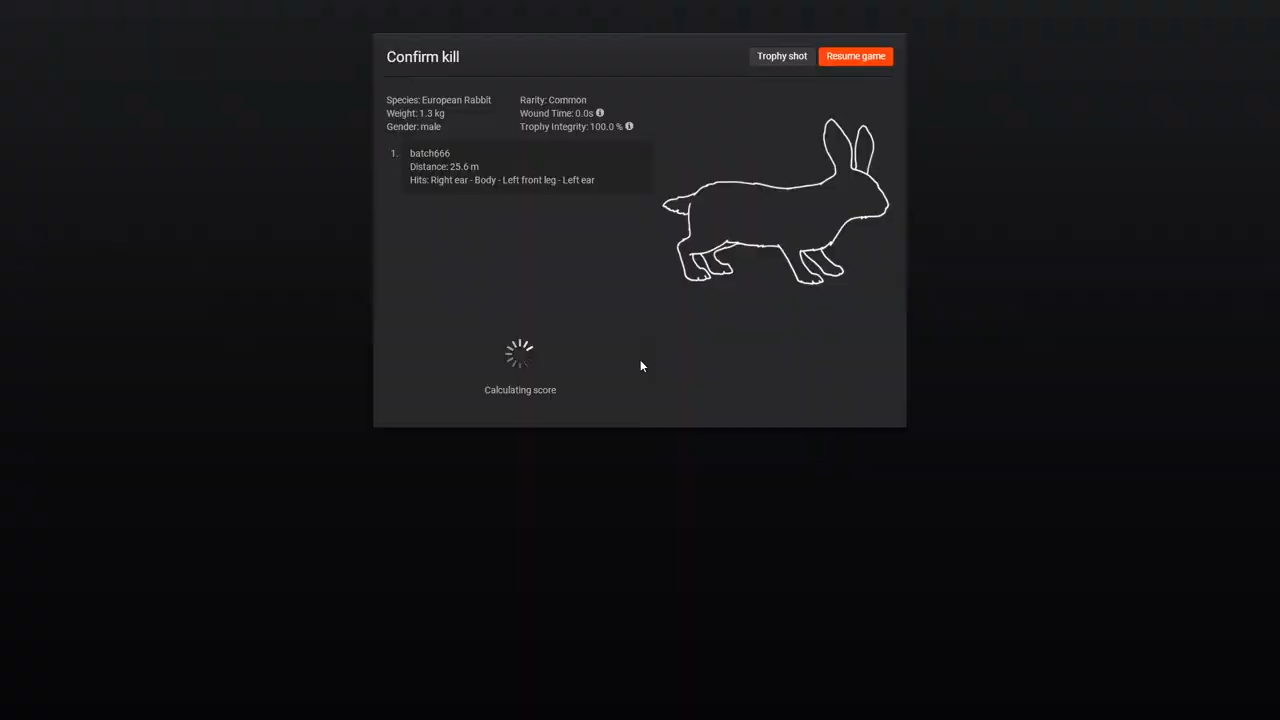 Confirm kill
Trophy shot
Resume game
Species: European Rabbit
Weight: 1.3 kg
Gender: male
Rarity: Common
Wound Time: 0.0s
Trophy Integrity: 100.0 %
1. batch666
Distance: 25.6 m
Hits: Right ear - Body - Left front leg - Left ear
Calculating score